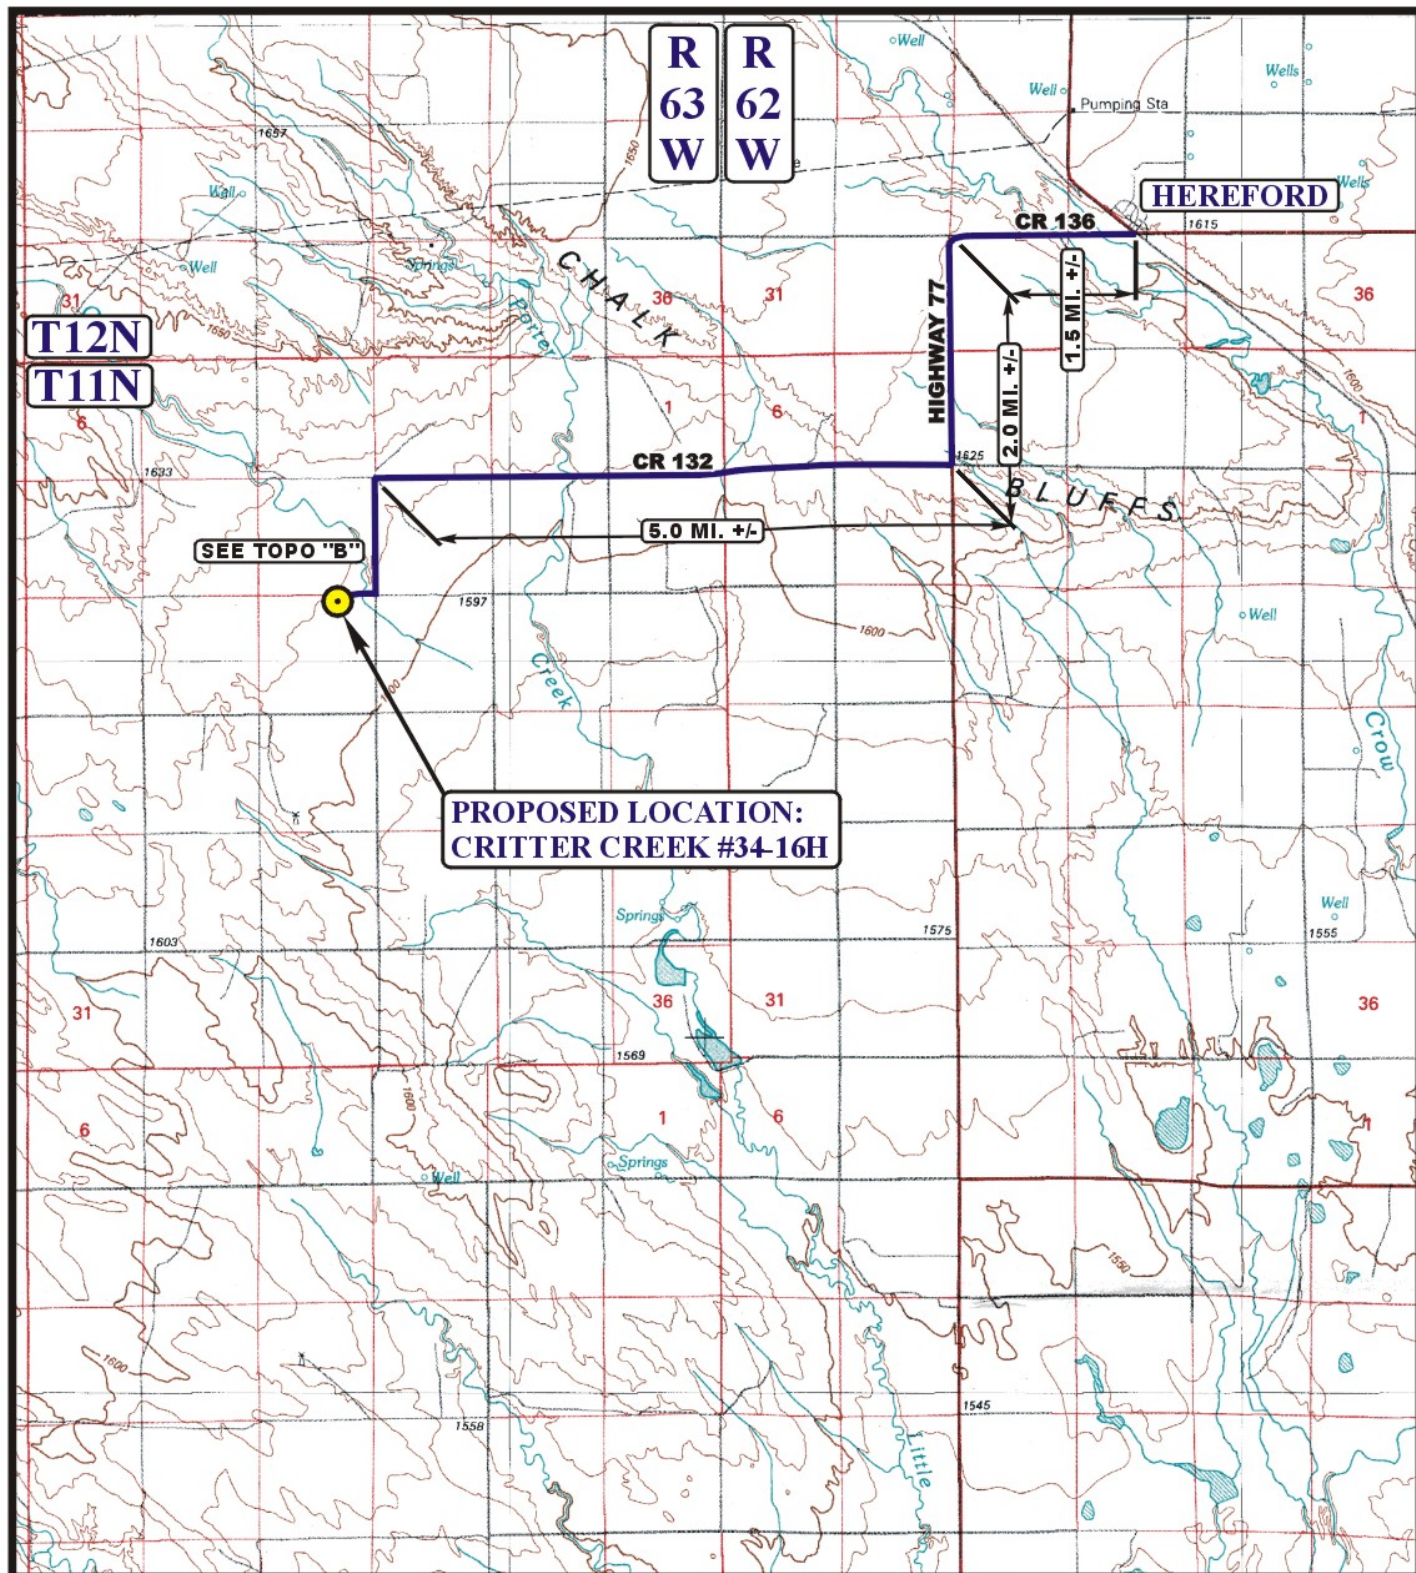 R
63
W
R
62
W
Well
Wells
Well
Pumping Sta
1657
1650
Well
Wells
HEREFORD
CR 136
1615
Springs
Well
CHALK
Porter
31
36
31
36
T12N
1650
HIGHWAY 77
1.5 MI. +/-
2.0 MI. +/-
T11N
1600
6
1
6
1
1633
CR 132
1625
BLUFFS
5.0 MI. +/-
SEE TOPO "B"
1597
1600
Well
Creek
Crow
PROPOSED LOCATION:
CRITTER CREEK #34-16H
Springs
Well
1603
1575
1555
31
36
31
36
1569
1600
6
1
6
1
Springs
Well
1550
1600
1545
1558
Little